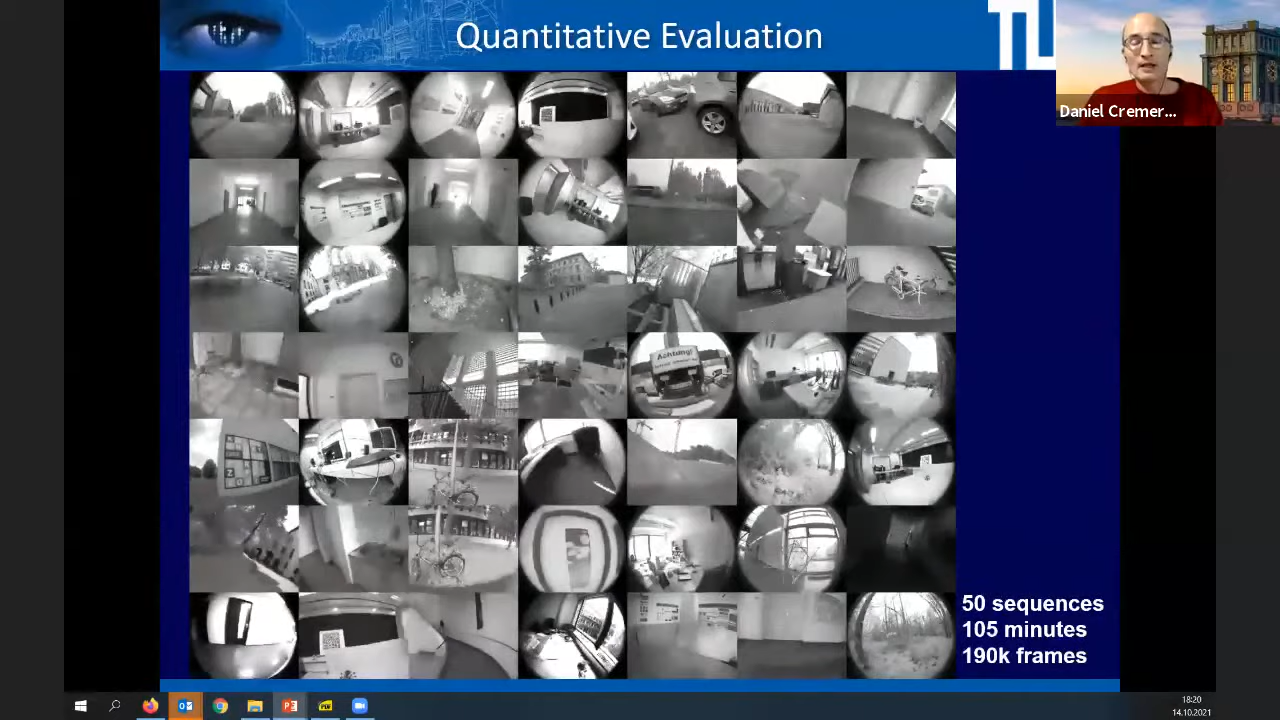 Quantitative Evaluation
Daniel Cremer...
Achtung!
50 sequences
105 minutes
190k frames
18:20
14.10.2021